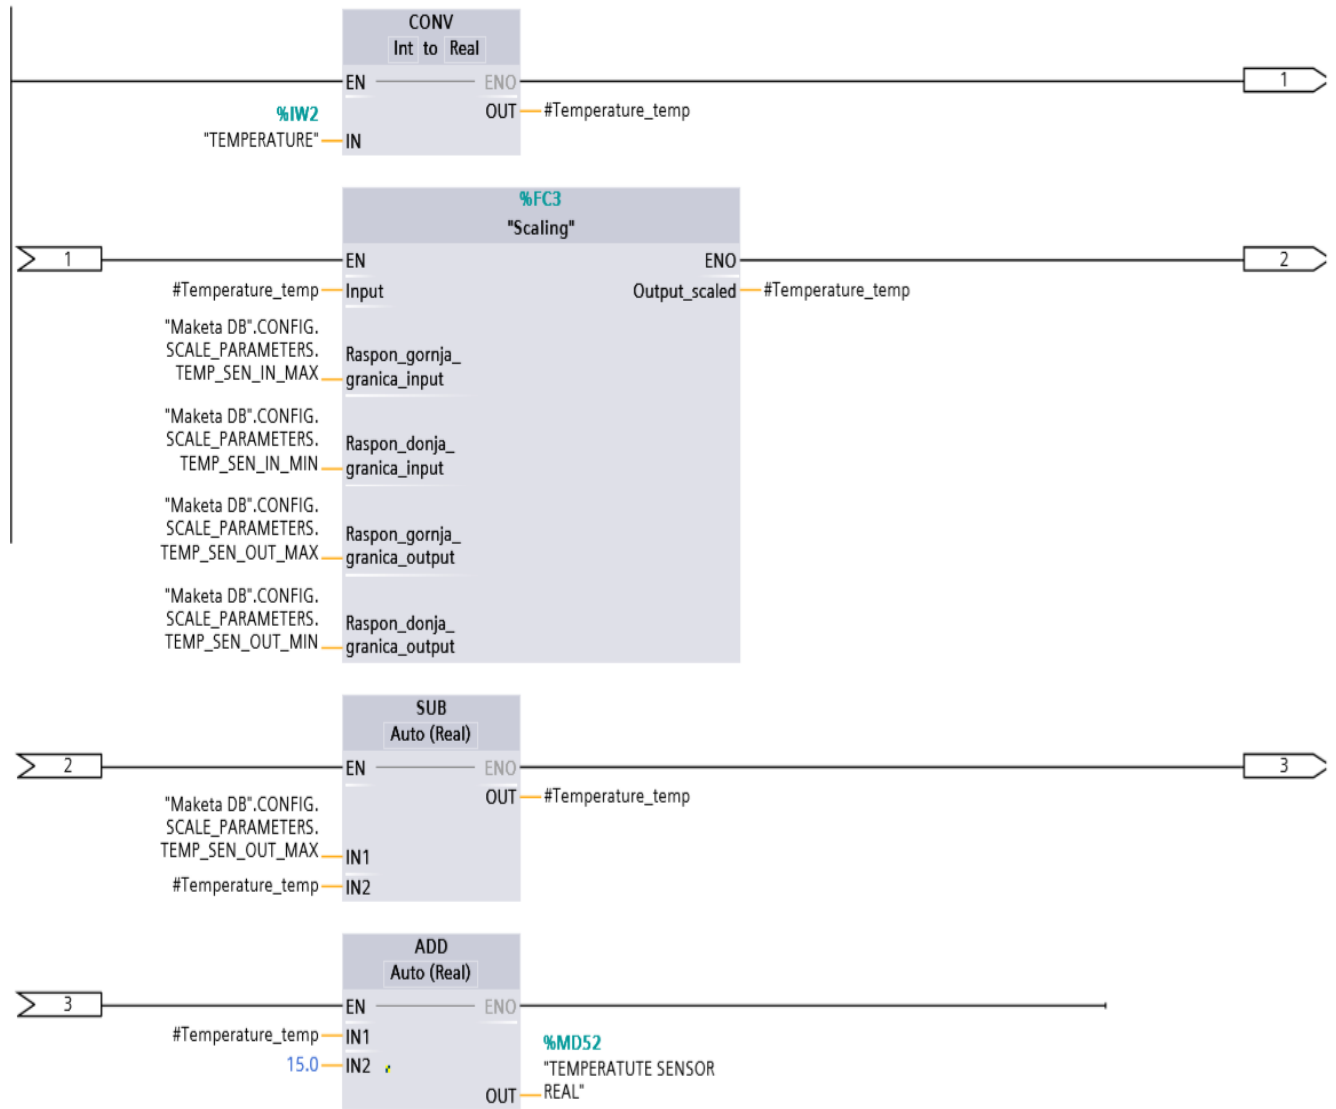 CONV
Int to Real
EN ENO 1
%IW2 OUT #Temperature_temp
"TEMPERATURE" IN
%FC3
"Scaling"
1 EN ENO 2
#Temperature_temp Input Output_scaled #Temperature_temp
"Maketa DB".CONFIG.
SCALE_PARAMETERS. Raspon_gornja_
TEMP_SEN_IN_MAX granica_input
"Maketa DB".CONFIG.
SCALE_PARAMETERS. Raspon_donja_
TEMP_SEN_IN_MIN granica_input
"Maketa DB".CONFIG.
SCALE_PARAMETERS. Raspon_gornja_
TEMP_SEN_OUT_MAX granica_output
"Maketa DB".CONFIG.
SCALE_PARAMETERS. Raspon_donja_
TEMP_SEN_OUT_MIN granica_output
SUB
Auto (Real)
2 EN ENO 3
"Maketa DB".CONFIG. OUT #Temperature_temp
SCALE_PARAMETERS.
TEMP_SEN_OUT_MAX IN1
#Temperature_temp IN2
ADD
Auto (Real)
3 EN ENO
#Temperature_temp IN1 %MD52
15.0 IN2 "TEMPERATUTE SENSOR
OUT REAL"